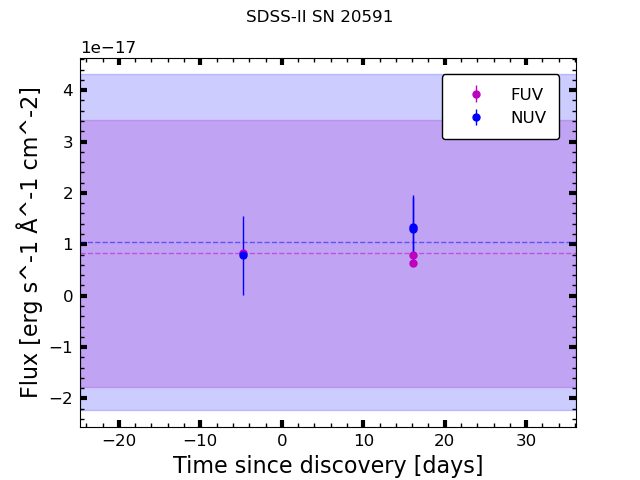 SDSS-II SN 20591
1e−17
4
3
2
1
0
−1
−2
Flux [erg s^-1 Å^-1 cm^-2]
FUV
NUV
−20 −10 0 10 20 30
Time since discovery [days]